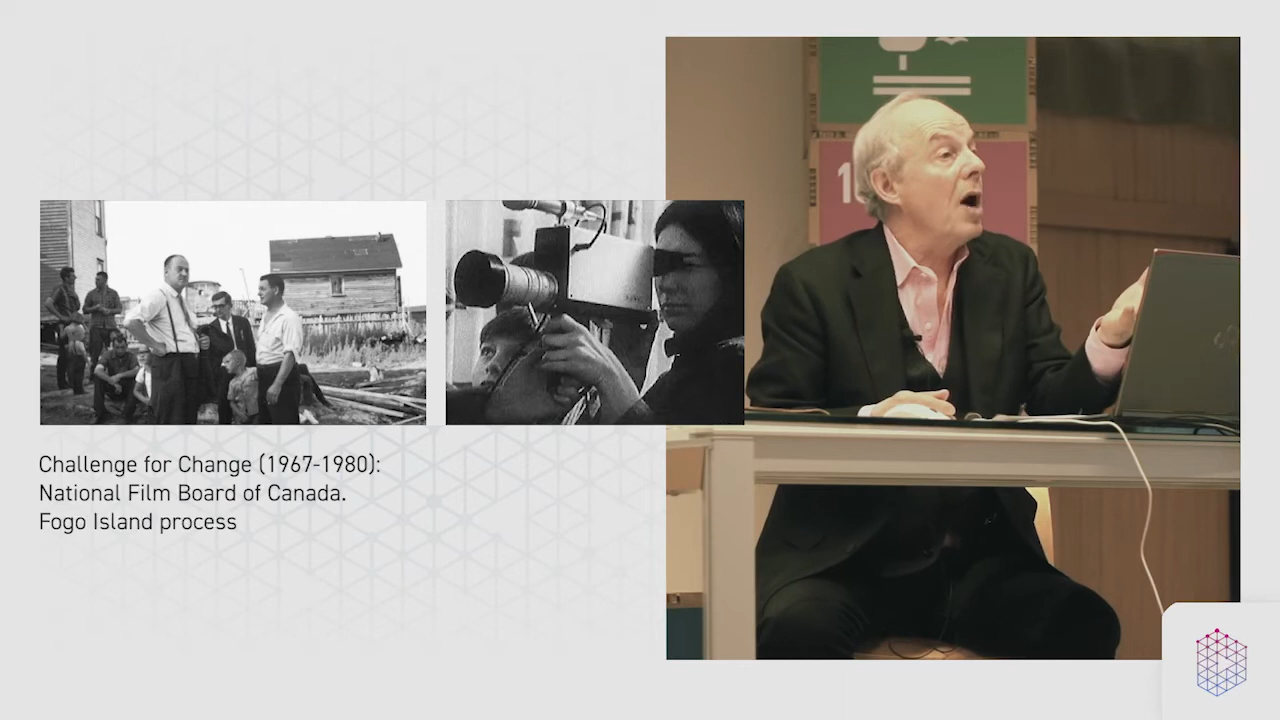 Challenge for Change (1967-1980):
National Film Board of Canada.
Fogo Island process